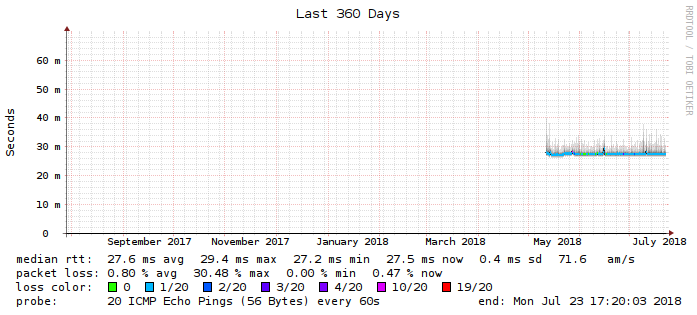 Last 360 Days
RRDTOOL / TOBI OETIKER
Seconds
60 m
50 m
40 m
30 m
20 m
10 m
0
September 2017 November 2017 January 2018 March 2018 May 2018 July 2018
median rtt: 27.6 ms avg 29.4 ms max 27.2 ms min 27.5 ms now 0.4 ms sd 71.6 am/s
packet loss: 0.80 % avg 30.48 % max 0.00 % min 0.47 % now
loss color: 0 1/20 2/20 3/20 4/20 10/20 19/20
probe: 20 ICMP Echo Pings (56 Bytes) every 60s end: Mon Jul 23 17:20:03 2018